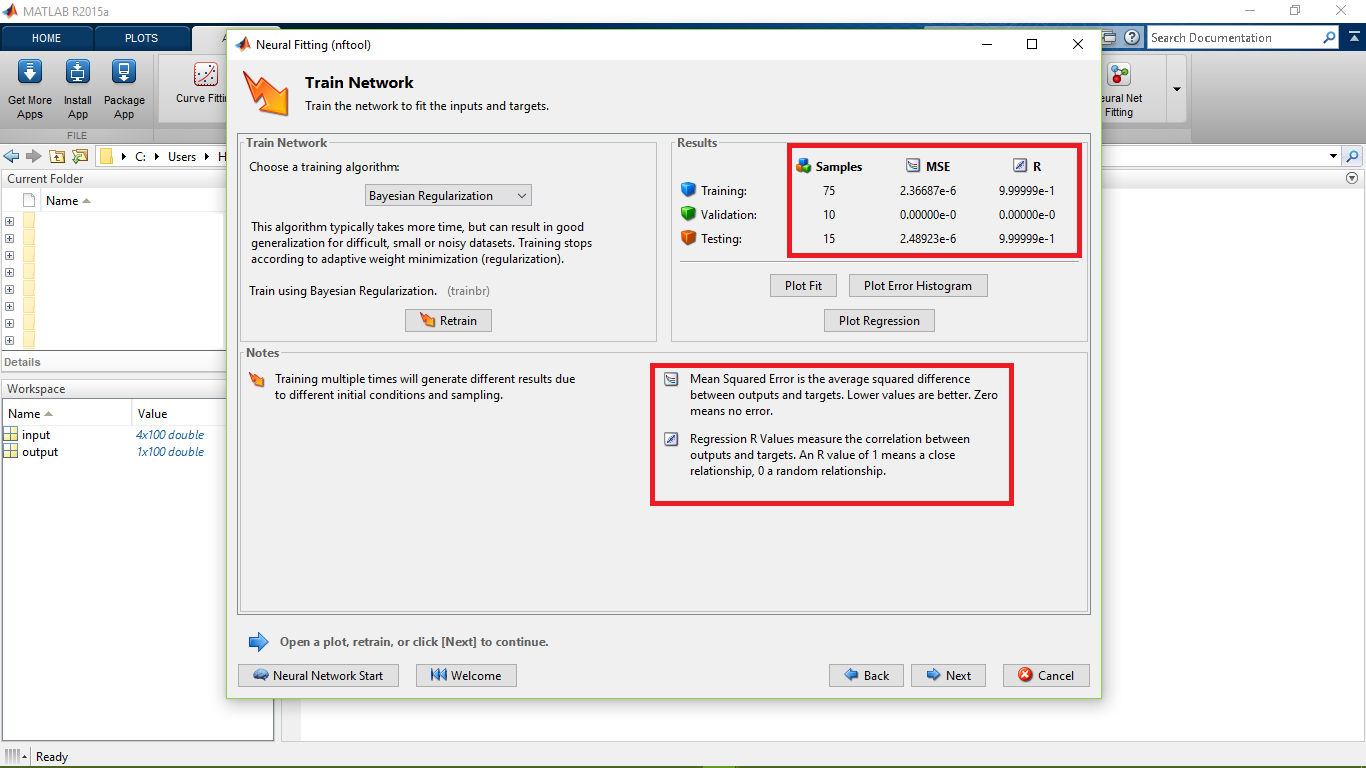 MATLAB R2015a
HOME
PLOTS
A
Search Documentation
Get More Apps
Install App
Package App
Curve Fittin
ural Net Fitting
FILE
C:
Users
H
Current Folder
Name
Details
Workspace
Name
Value
input
4x100 double
output
1x100 double
Ready
Neural Fitting (nftool)
Train Network
Train the network to fit the inputs and targets.
Train Network
Choose a training algorithm:
Bayesian Regularization
This algorithm typically takes more time, but can result in good
generalization for difficult, small or noisy datasets. Training stops
according to adaptive weight minimization (regularization).
Train using Bayesian Regularization. (trainbr)
Retrain
Results
Samples MSE R
Training: 75 2.36687e-6 9.99999e-1
Validation: 10 0.00000e-0 0.00000e-0
Testing: 15 2.48923e-6 9.99999e-1
Plot Fit
Plot Error Histogram
Plot Regression
Notes
Training multiple times will generate different results due
to different initial conditions and sampling.
Mean Squared Error is the average squared difference
between outputs and targets. Lower values are better. Zero
means no error.
Regression R Values measure the correlation between
outputs and targets. An R value of 1 means a close
relationship, 0 a random relationship.
Open a plot, retrain, or click [Next] to continue.
Neural Network Start
Welcome
Back
Next
Cancel